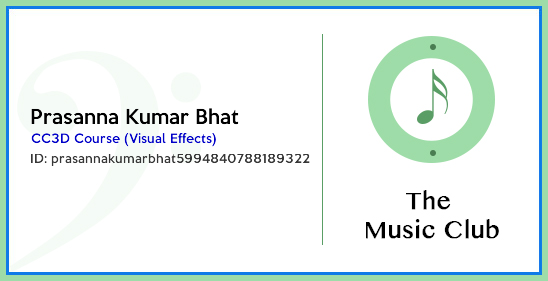 Prasanna Kumar Bhat
CC3D Course (Visual Effects)
ID: prasannakumarbhat5994840788189322
The
Music Club